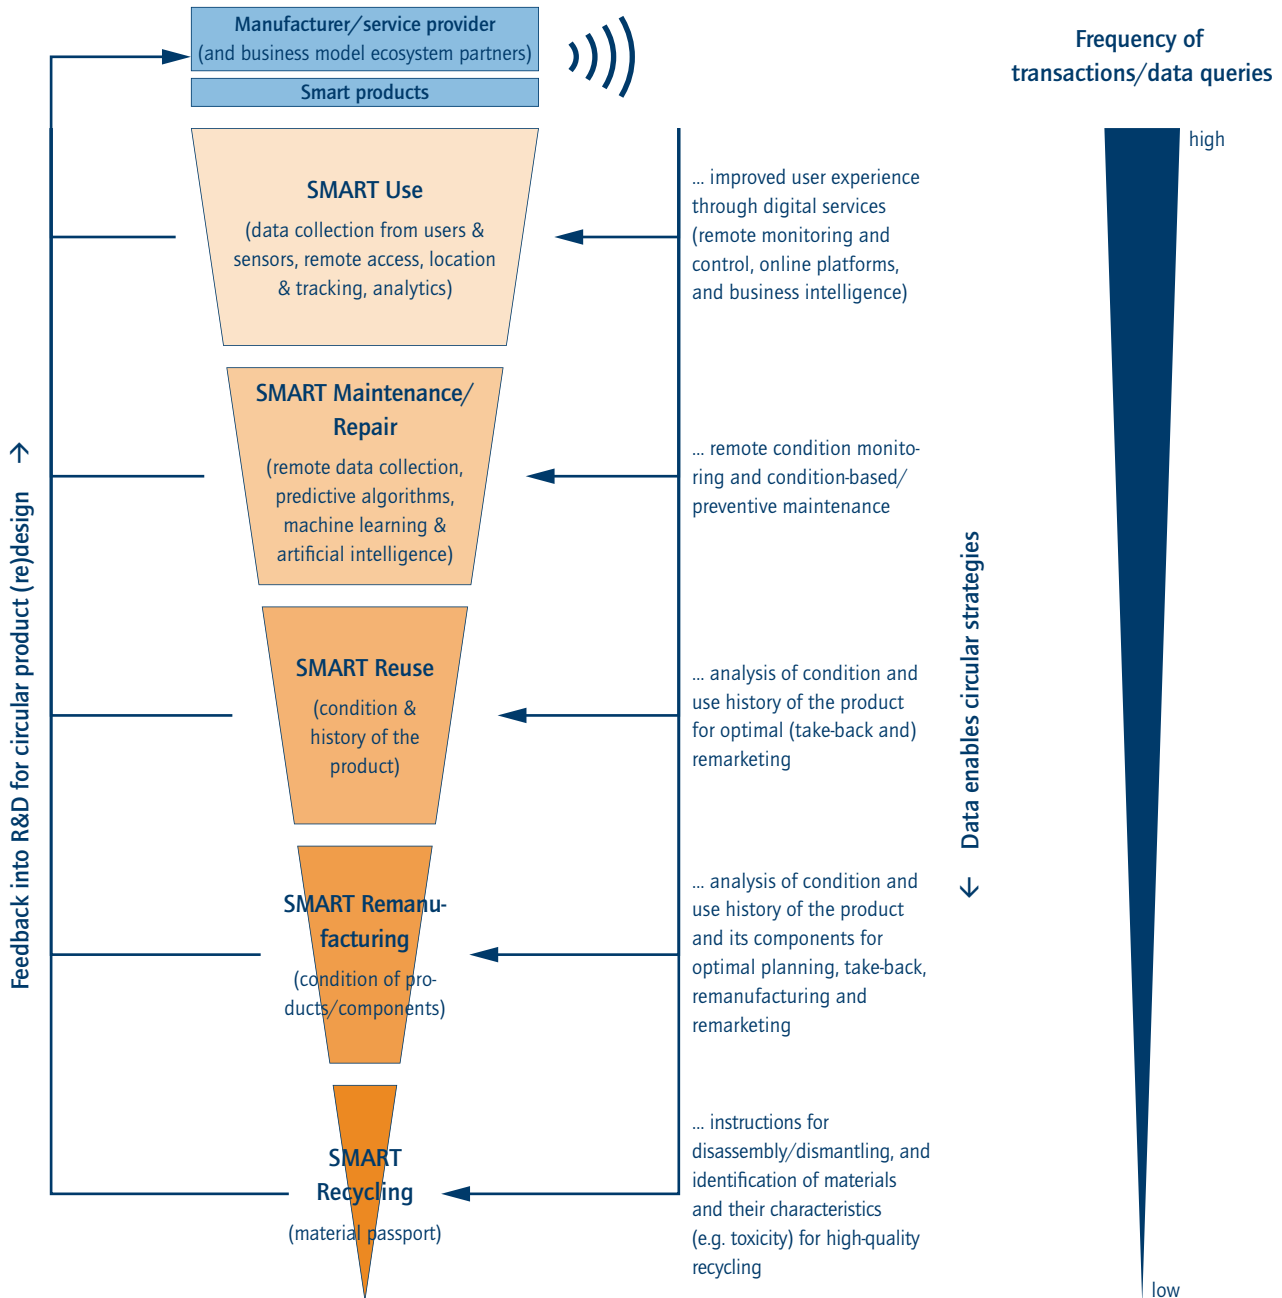 Manufacturer/service provider
(and business model ecosystem partners)
Smart products
Frequency of
transactions/data queries
high
SMART Use
(data collection from users &
sensors, remote access, location
& tracking, analytics)
... improved user experience
through digital services
(remote monitoring and
control, online platforms,
and business intelligence)
SMART Maintenance/
Repair
(remote data collection,
predictive algorithms,
machine learning &
artificial intelligence)
... remote condition monito-
ring and condition-based/
preventive maintenance
SMART Reuse
(condition &
history of the
product)
... analysis of condition and
use history of the product
for optimal (take-back and)
remarketing
SMART Remanu-
facturing
(condition of pro-
ducts/components)
... analysis of condition and
use history of the product
and its components for
optimal planning, take-back,
remanufacturing and
remarketing
SMART
Recycling
(material passport)
... instructions for
disassembly/dismantling, and
identification of materials
and their characteristics
(e.g. toxicity) for high-quality
recycling
low
Feedback into R&D for circular product (re)design →
← Data enables circular strategies